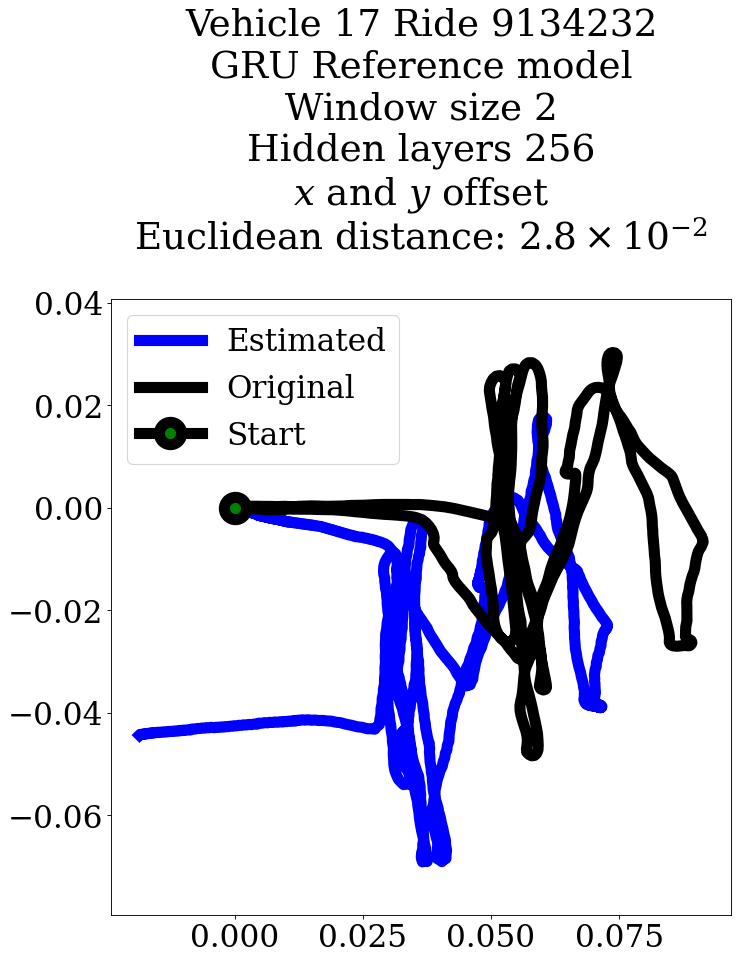 Vehicle 17 Ride 9134232
GRU Reference model
Window size 2
Hidden layers 256
x and y offset
Euclidean distance: 2.8 × 10⁻²
0.04
0.02
0.00
−0.02
−0.04
−0.06
Estimated
Original
Start
0.000 0.025 0.050 0.075